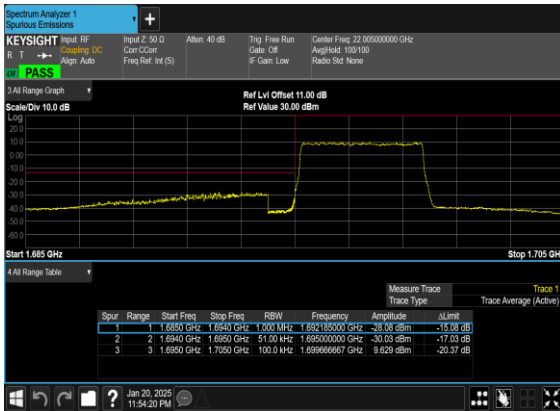 Spectrum Analyzer 1
Spurious Emissions
KEYSIGHT Input: RF Input Z: 50 Ω Atten: 40 dB Trig: Free Run Center Freq: 22.005000000 GHz
R T Coupling: DC Corr CCorr Gate: Off Avg|Hold: 100/100
Align: Auto Freq Ref: Int (S) IF Gain: Low Radio Std: None
LN PASS
3 All Range Graph
Ref Lvl Offset 11.00 dB
Scale/Div 10.0 dB Ref Value 30.00 dBm
Log
20.0
10.0
0.00
-10.0
-20.0
-30.0
-40.0
-50.0
-60.0
Start 1.685 GHz Stop 1.705 GH
4 All Range Table
Measure Trace Trace 1
Trace Type Trace Average (Active)
Spur Range Start Freq Stop Freq RBW Frequency Amplitude ΔLimit
1 1 1.6850 GHz 1.6940 GHz 1.000 MHz 1.692185000 GHz -28.08 dBm -15.08 dB
2 2 1.6940 GHz 1.6950 GHz 51.00 kHz 1.695000000 GHz -30.03 dBm -17.03 dB
3 3 1.6950 GHz 1.7050 GHz 100.0 kHz 1.699666667 GHz 9.629 dBm -20.37 dB
Jan 20, 2025
11:54:20 PM